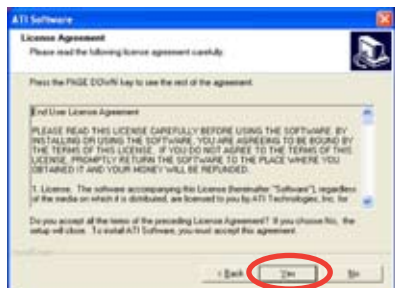 ATI Software
License Agreement
Please read the following license agreement carefully.
Press the PAGE DOWN key to see the rest of the agreement.
End User License Agreement
PLEASE READ THIS LICENSE CAREFULLY BEFORE USING THE SOFTWARE. BY
INSTALLING OR USING THE SOFTWARE, YOU ARE AGREEING TO BE BOUND BY
THE TERMS OF THIS LICENSE. IF YOU DO NOT AGREE TO THE TERMS OF THIS
LICENSE, PROMPTLY RETURN THE SOFTWARE TO THE PLACE WHERE YOU
OBTAINED IT AND YOUR MONEY WILL BE REFUNDED.
1. License. The software accompanying this License (hereinafter "Software"), regardless
of the media on which it is distributed, are licensed to you by ATI Technologies, Inc. for
Do you accept all the terms of the preceding License Agreement? If you choose No, the
setup will close. To install ATI Software, you must accept this agreement.
< Back Yes No